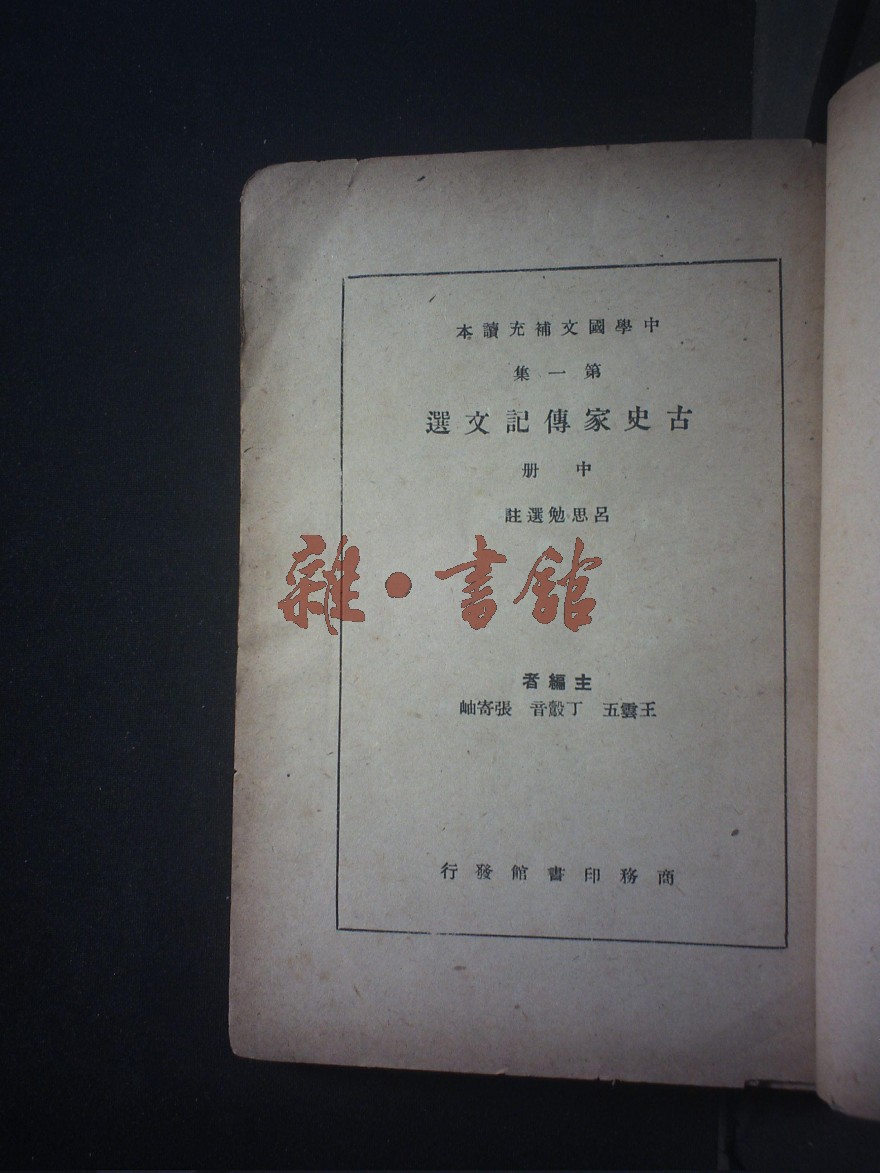 中學國文補充讀本
第一集
古史家傳記文選
中册
呂思勉選註
雜·書館
主編者
王雲五 丁瑴音 張寄岫
商務印書館發行